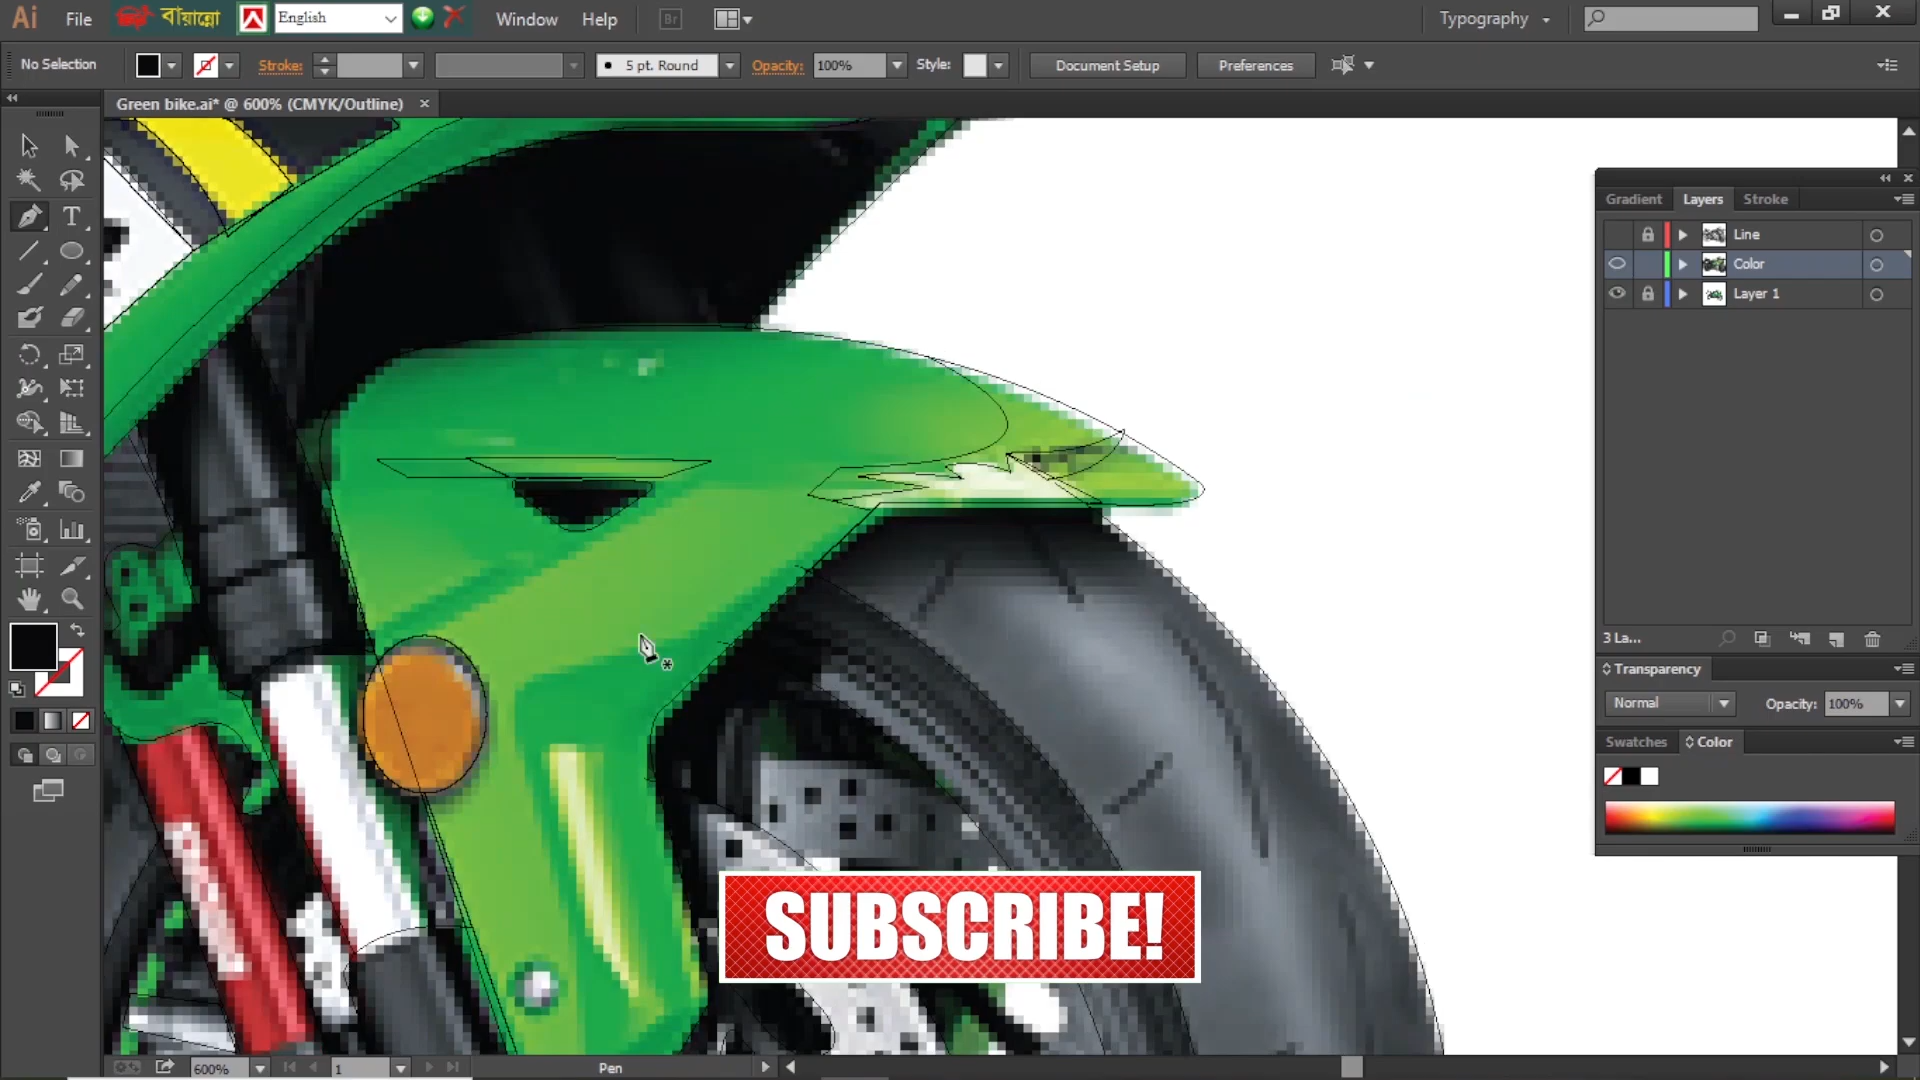 Ai File বায়ান্নো English Window Help Br Typography
No Selection Stroke: 5 pt. Round Opacity: 100% Style: Document Setup Preferences
Green bike.ai* @ 600% (CMYK/Outline)
Gradient Layers Stroke
Line
Color
Layer 1
3 La...
Transparency
Normal Opacity: 100%
Swatches Color
SUBSCRIBE!
600% 1 Pen